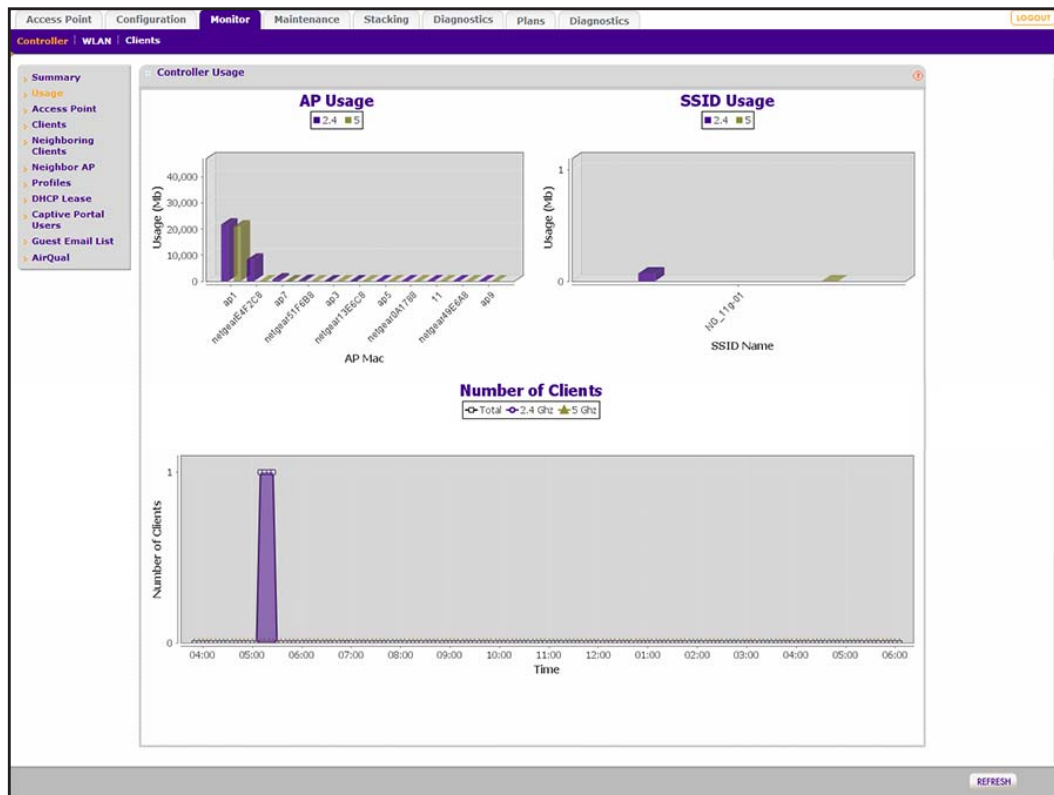 Access Point Configuration Monitor Maintenance Stacking Diagnostics Plans Diagnostics
LOGOUT
Controller WLAN Clients
Summary
Usage
Access Point
Clients
Neighboring
Clients
Neighbor AP
Profiles
DHCP Lease
Captive Portal
Users
Guest Email List
AirQual
Controller Usage
?
AP Usage
2.4 5
Usage (Mb)
40,000
30,000
20,000
10,000
0
ap1
netgearE4F2C8
ap7
netgear51F6B8
ap3
netgear13E6C8
ap5
netgear0A1788
11
netgear49E6A8
ap9
AP Mac
SSID Usage
2.4 5
Usage (Mb)
1
0
NG_11g-01
SSID Name
Number of Clients
Total 2.4 Ghz 5 Ghz
Number of Clients
1
0
04:00 05:00 06:00 07:00 08:00 09:00 10:00 11:00 12:00 01:00 02:00 03:00 04:00 05:00 06:00
Time
REFRESH